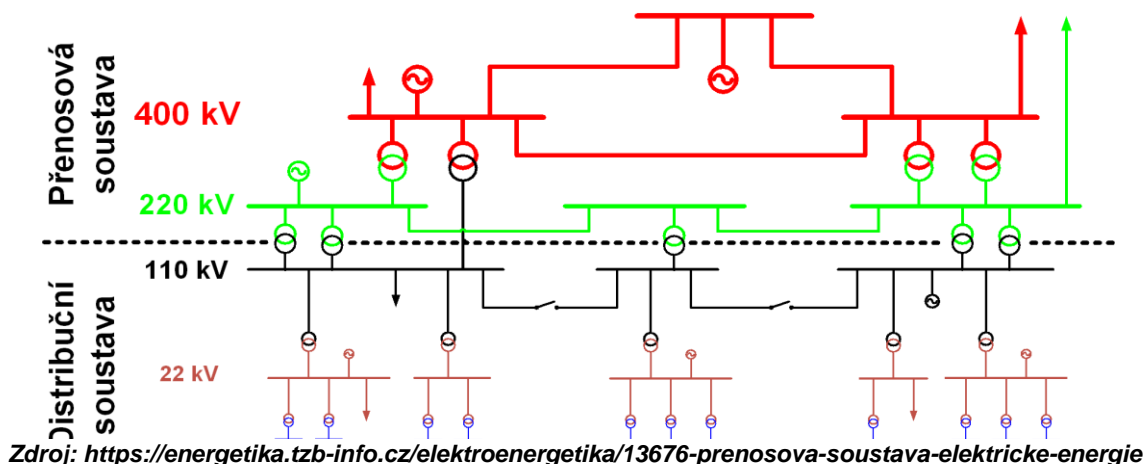 Přenosová
soustava
400 kV
220 kV
110 kV
Distribuční
soustava
22 kV
Zdroj: https://energetika.tzb-info.cz/elektroenergetika/13676-prenosova-soustava-elektricke-energie